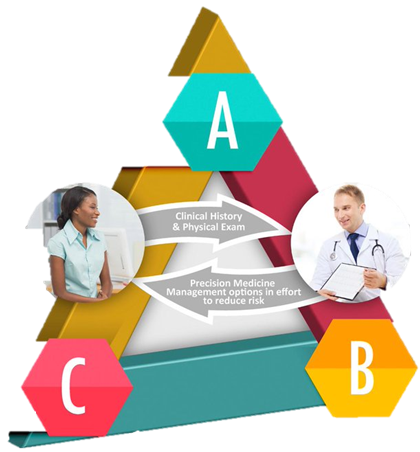 A
Clinical History
& Physical Exam
Precision Medicine
Management options in effort
to reduce risk
C
B